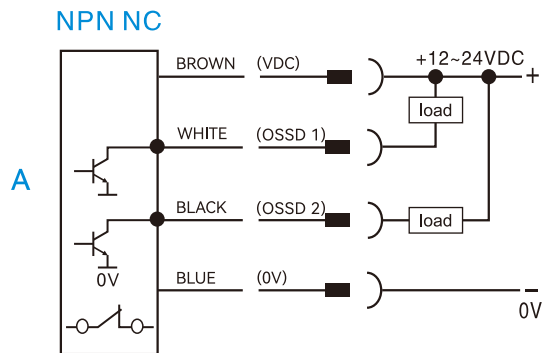 NPN NC
BROWN (VDC) +12~24VDC +
load
WHITE (OSSD 1)
A
BLACK (OSSD 2) load
0V
BLUE (0V) −
0V